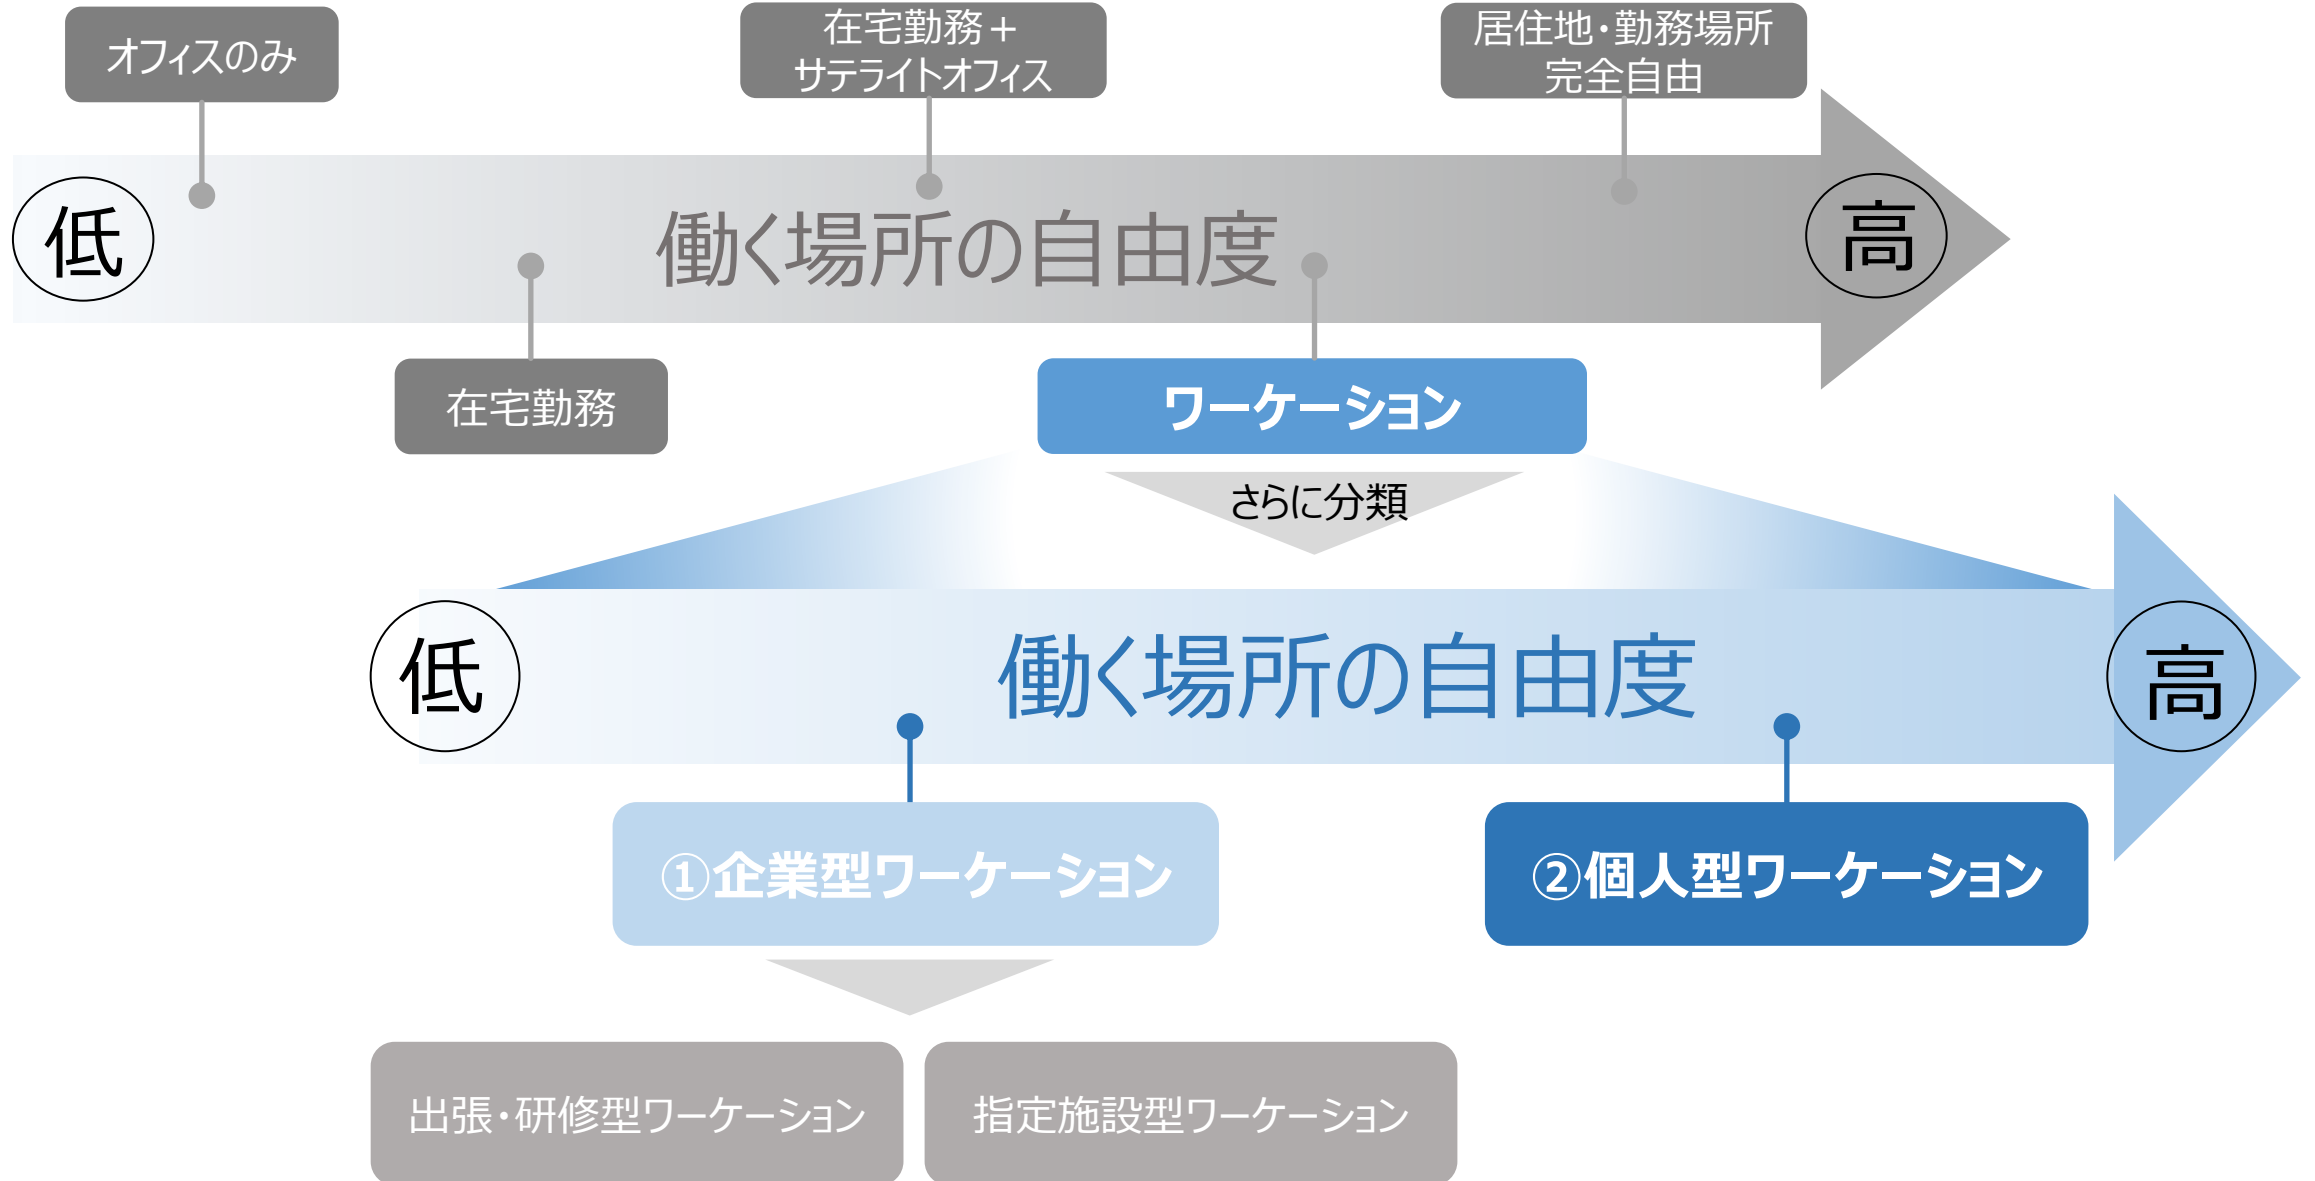 オフィスのみ
在宅勤務+
サテライトオフィス
居住地・勤務場所
完全自由
低
働く場所の自由度
高
在宅勤務
ワーケーション
さらに分類
低
働く場所の自由度
高
①企業型ワーケーション
②個人型ワーケーション
出張・研修型ワーケーション
指定施設型ワーケーション